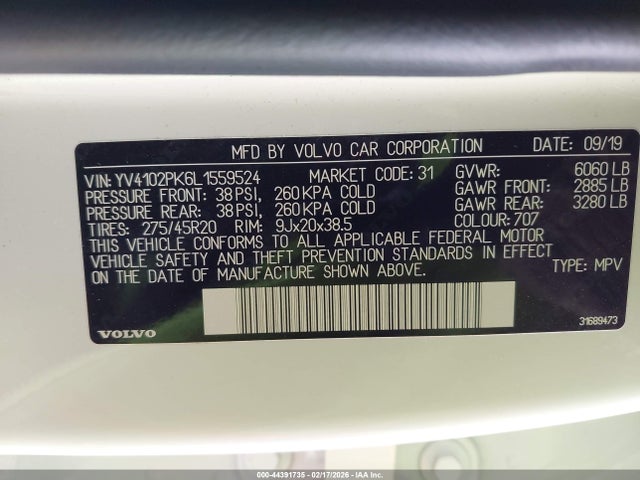 MFD BY VOLVO CAR CORPORATION DATE: 09/19
VIN: YV4102PK6L1559524 MARKET CODE: 31 GVWR: 6060 LB
PRESSURE FRONT: 38 PSI, 260 KPA COLD GAWR FRONT: 2885 LB
PRESSURE REAR: 38 PSI, 260 KPA COLD GAWR REAR: 3280 LB
TIRES: 275/45R20 RIM: 9Jx20x38.5 COLOUR: 707
THIS VEHICLE CONFORMS TO ALL APPLICABLE FEDERAL MOTOR
VEHICLE SAFETY AND THEFT PREVENTION STANDARDS IN EFFECT
ON THE DATE OF MANUFACTURE SHOWN ABOVE. TYPE: MPV
VOLVO 31689473
000-44391735 - 02/17/2026 - COPART USA